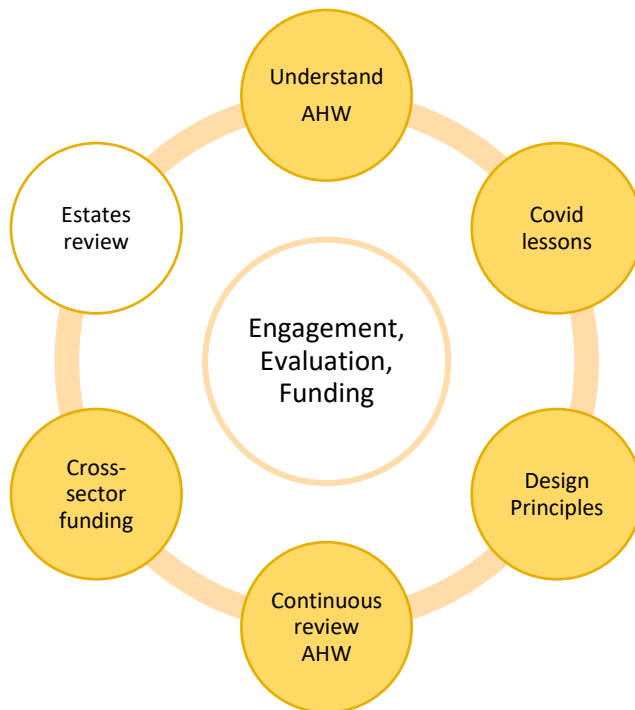 Understand
AHW
Covid
lessons
Design
Principles
Continuous
review
AHW
Cross-
sector
funding
Estates
review
Engagement,
Evaluation,
Funding